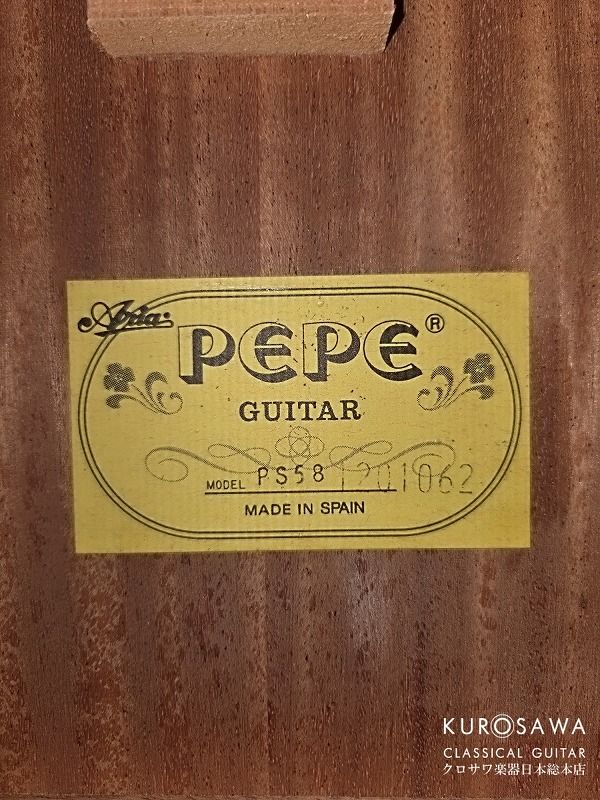 Aria
PEPE®
GUITAR
MODEL PS58 1201062
MADE IN SPAIN
KUROSAWA
CLASSICAL GUITAR
クロサワ楽器日本総本店